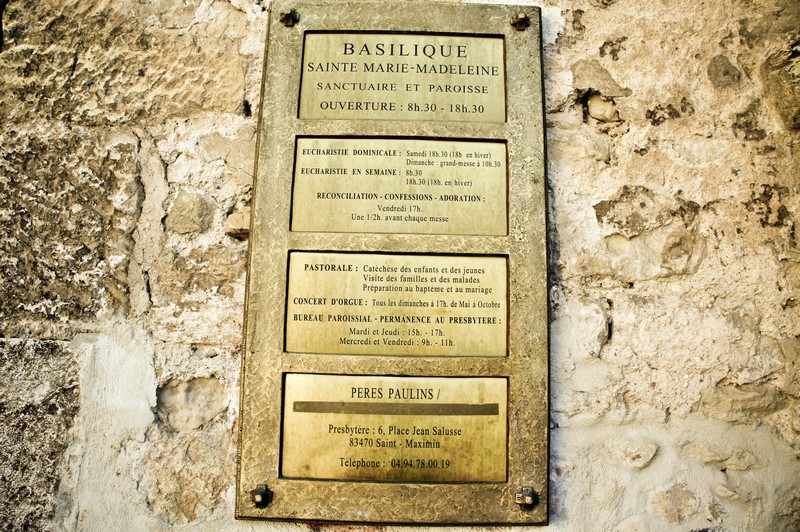 BASILIQUE
SAINTE MARIE-MADELEINE
SANCTUAIRE ET PAROISSE
OUVERTURE : 8h.30 - 18h.30
EUCHARISTIE DOMINICALE : Samedi 18h.30 (18h en hiver)
Dimanche : grand-messe à 10h.30
EUCHARISTIE EN SEMAINE : 8h.30
18h.30 (18h. en hiver)
RECONCILIATION - CONFESSIONS - ADORATION :
Vendredi 17h.
Une 1/2h. avant chaque messe
PASTORALE : Catéchèse des enfants et des jeunes
Visite des familles et des malades
Préparation au baptème et au mariage
CONCERT D'ORGUE : Tous les dimanches à 17h. de Mai à Octobre
BUREAU PAROISSIAL - PERMANENCE AU PRESBYTERE :
Mardi et Jeudi : 15h. - 17h.
Mercredi et Vendredi : 9h. - 11h.
PERES PAULINS /
Presbytère : 6, Place Jean Salusse
83470 Saint - Maximin
Téléphone : 04.94.78.00.19